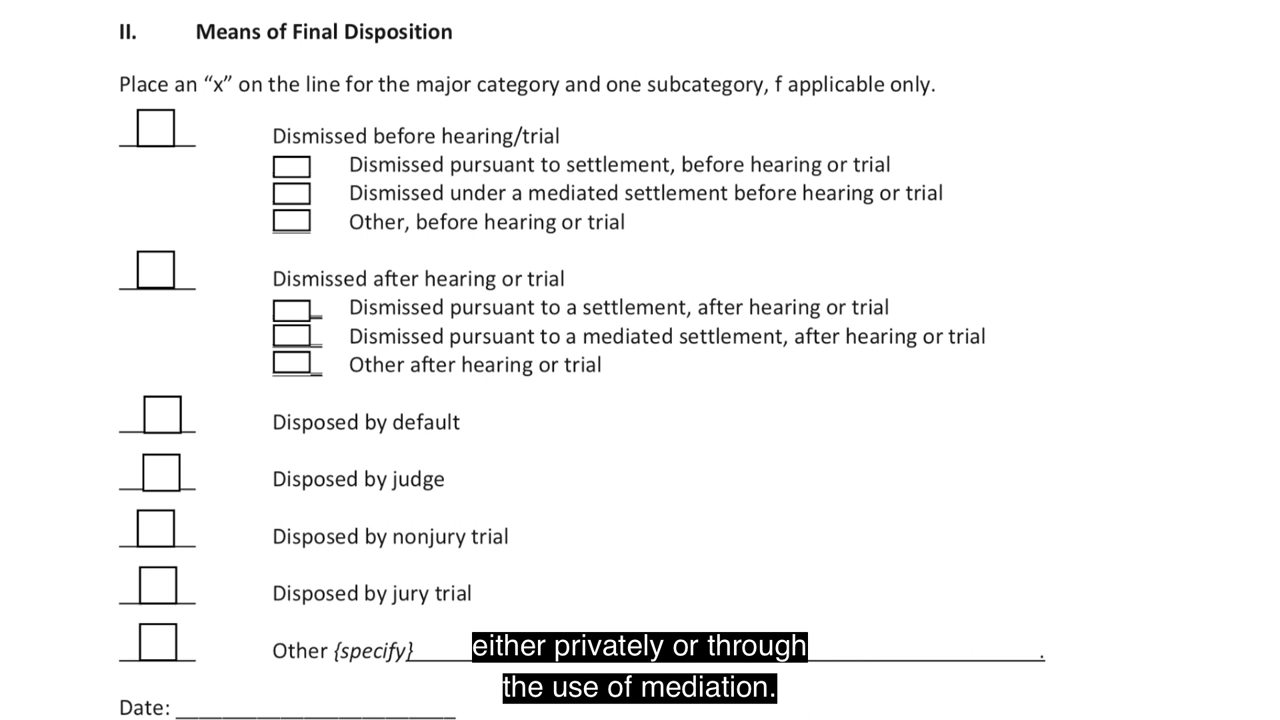 II. Means of Final Disposition
Place an “x” on the line for the major category and one subcategory, f applicable only.
Dismissed before hearing/trial
Dismissed pursuant to settlement, before hearing or trial
Dismissed under a mediated settlement before hearing or trial
Other, before hearing or trial
Dismissed after hearing or trial
Dismissed pursuant to a settlement, after hearing or trial
Dismissed pursuant to a mediated settlement, after hearing or trial
Other after hearing or trial
Disposed by default
Disposed by judge
Disposed by nonjury trial
Disposed by jury trial
Other {specify} .
either privately or through
the use of mediation.
Date: